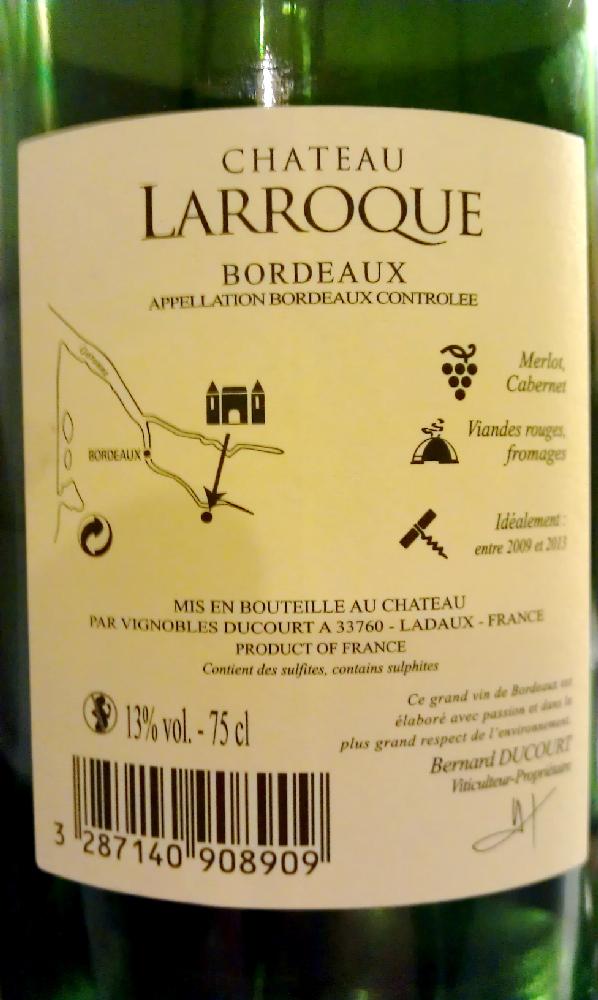 CHATEAU
LARROQUE
BORDEAUX
APPELLATION BORDEAUX CONTROLEE
BORDEAUX
Merlot,
Cabernet
Viandes rouges,
fromages
Idéalement :
entre 2009 et 2013
MIS EN BOUTEILLE AU CHATEAU
PAR VIGNOBLES DUCOURT A 33760 - LADAUX - FRANCE
PRODUCT OF FRANCE
Contient des sulfites, contains sulphites
13% vol. - 75 cl
Ce grand vin de Bordeaux est
élaboré avec passion et dans le
plus grand respect de l'environnement.
Bernard DUCOURT
Viticulteur-Propriétaire
3 287140 908909